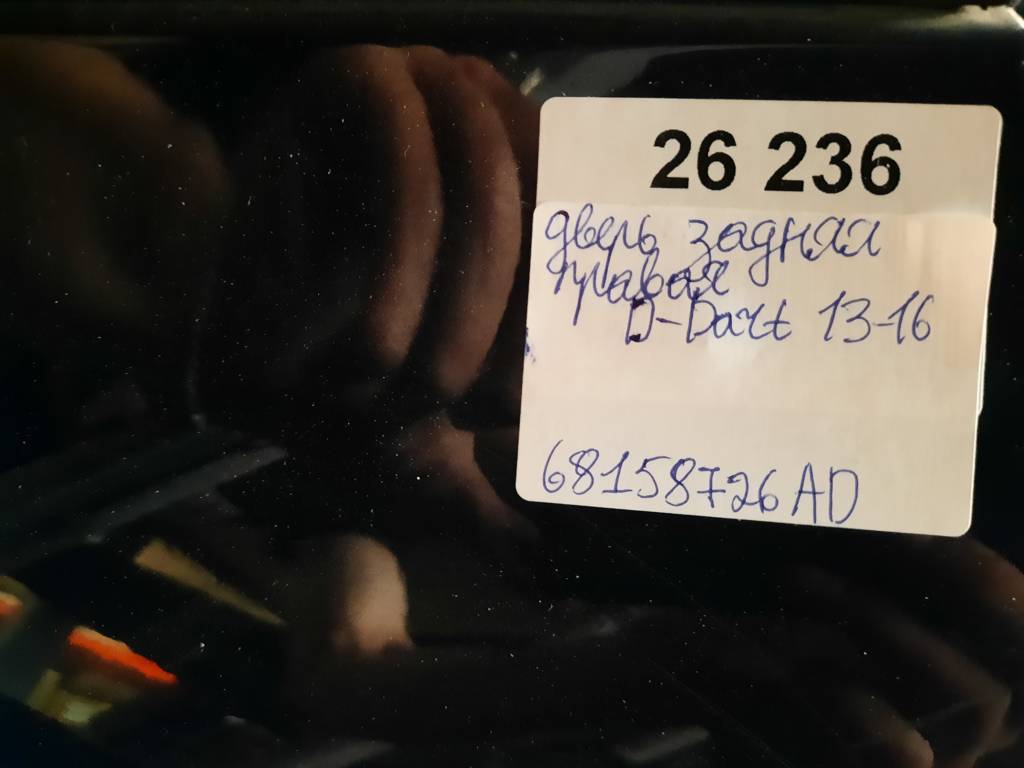 26 236
дверь задняя
правая
D-Dart 13-16
68158726AD